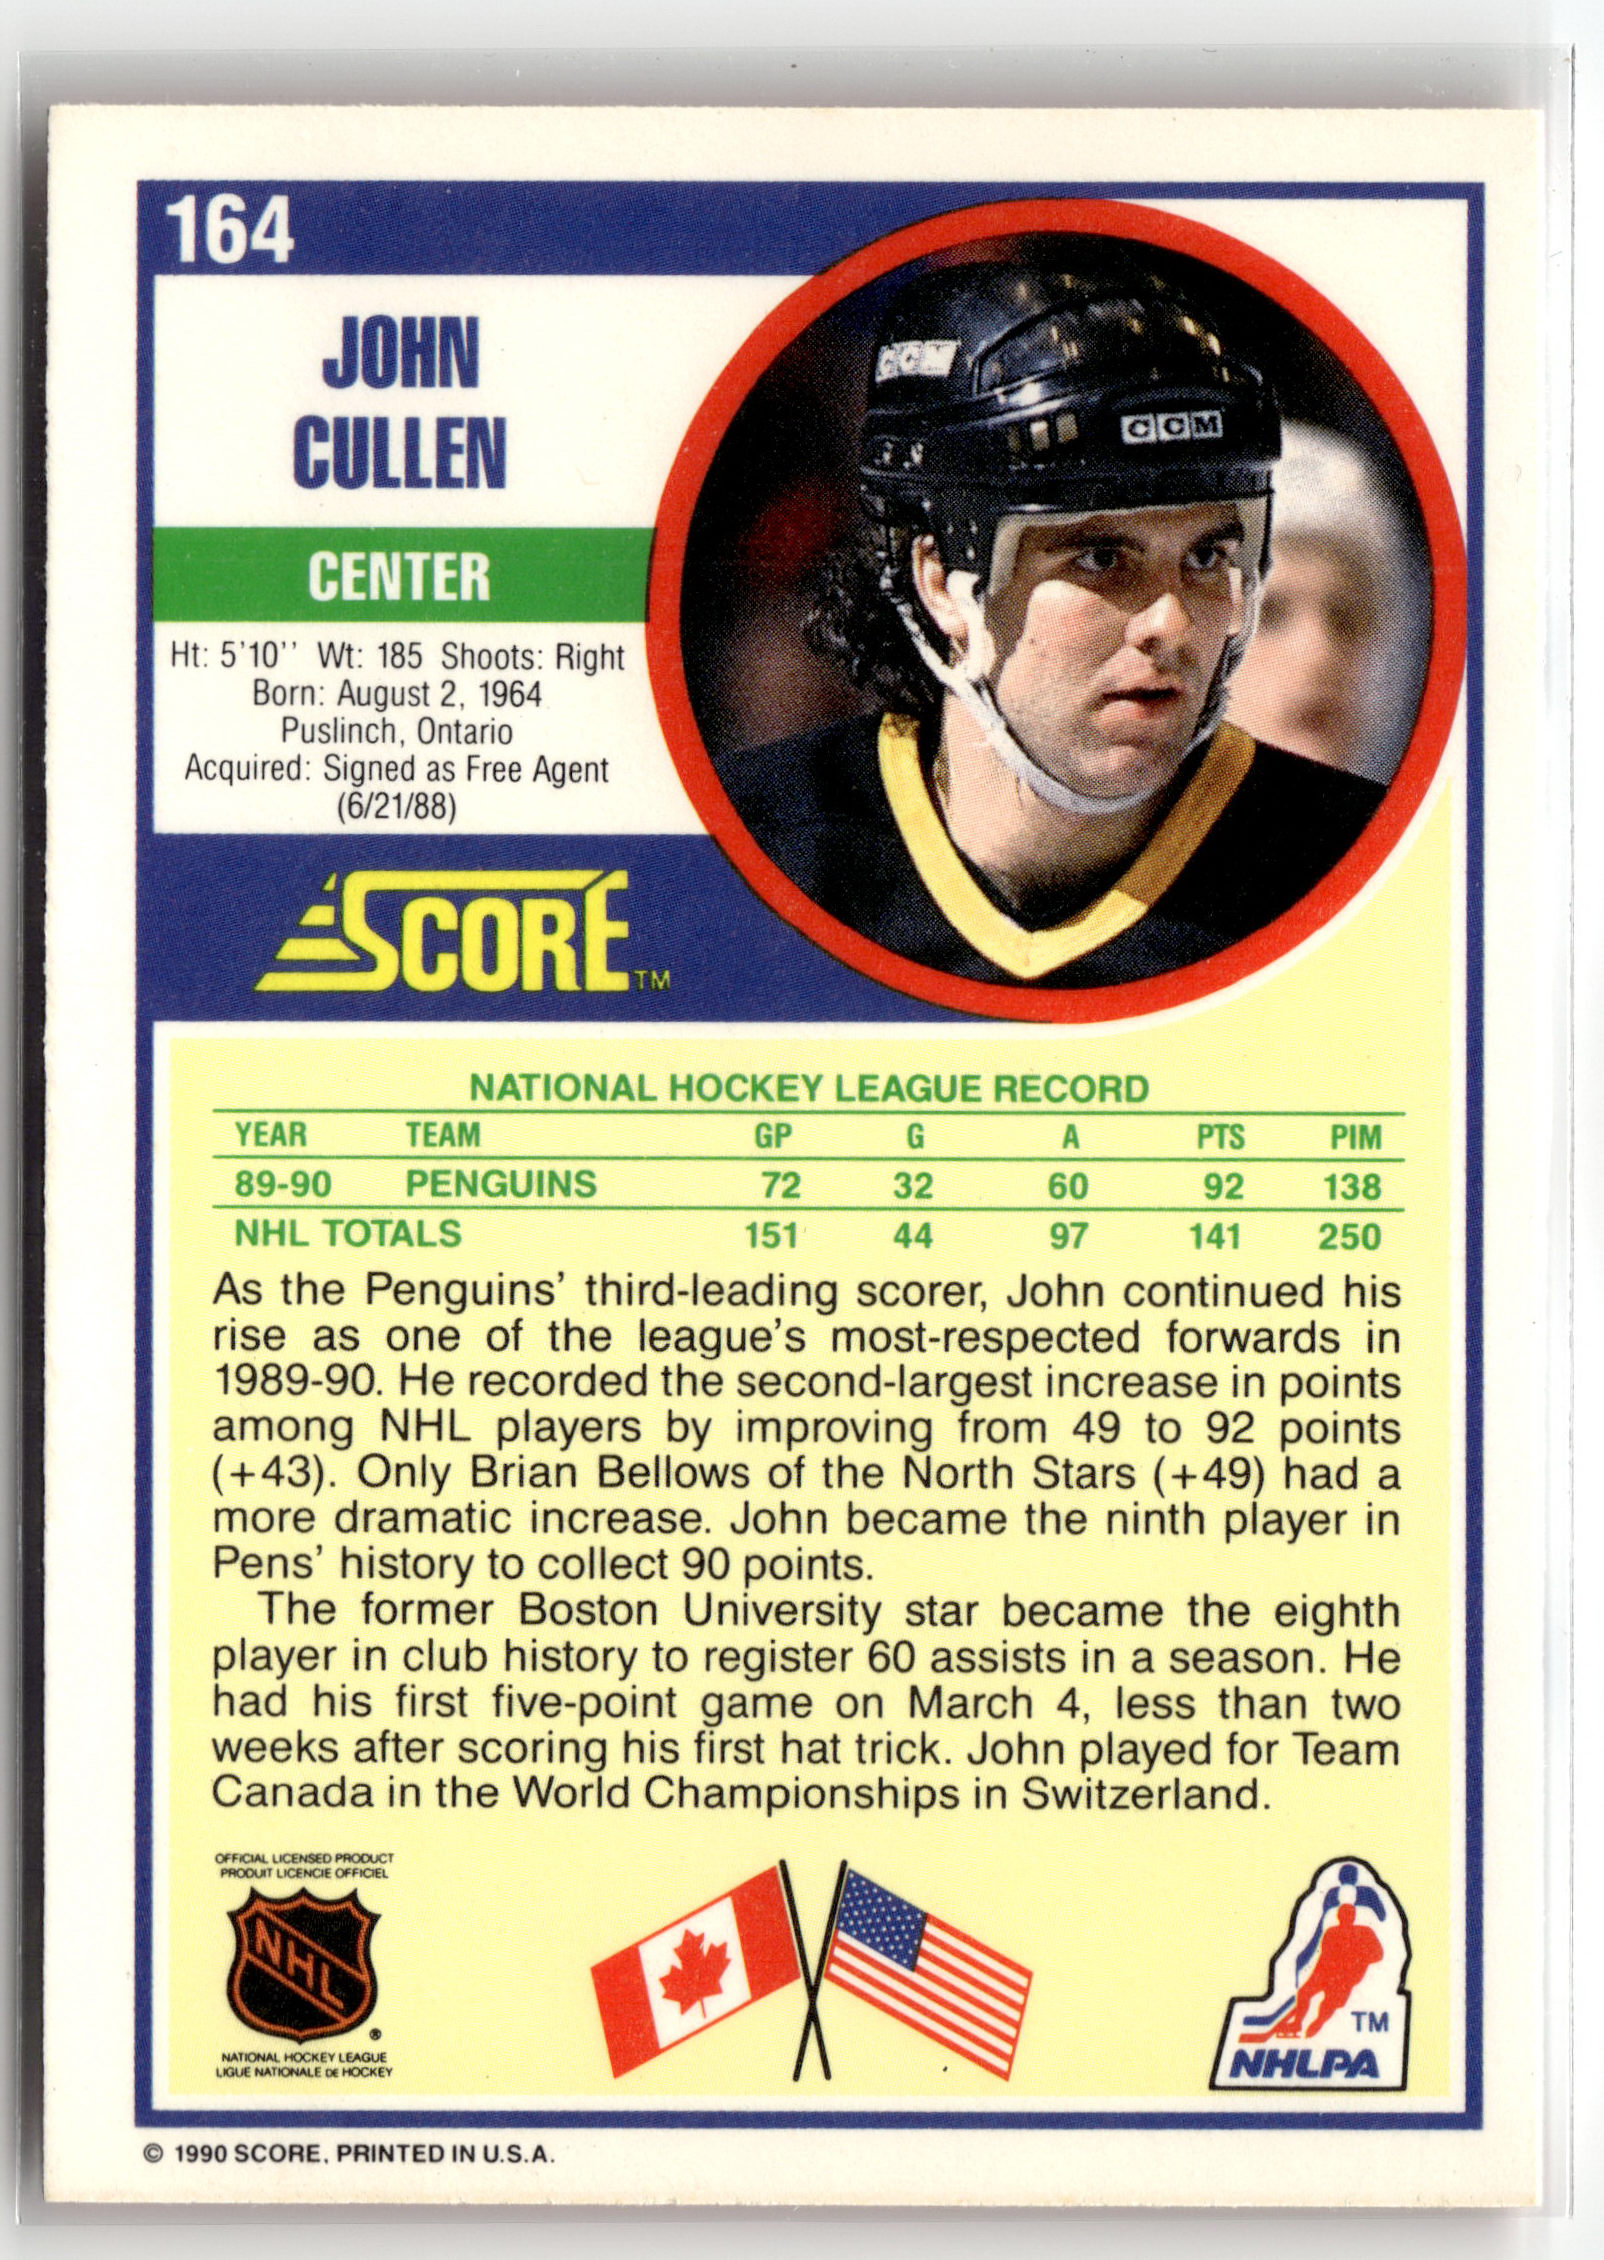 164
JOHN
CULLEN
CENTER
Ht: 5'10'' Wt: 185 Shoots: Right
Born: August 2, 1964
Puslinch, Ontario
Acquired: Signed as Free Agent
(6/21/88)
CCM
CCM
SCORE TM
NATIONAL HOCKEY LEAGUE RECORD
YEAR TEAM GP G A PTS PIM
89-90 PENGUINS 72 32 60 92 138
NHL TOTALS 151 44 97 141 250
As the Penguins' third-leading scorer, John continued his
rise as one of the league's most-respected forwards in
1989-90. He recorded the second-largest increase in points
among NHL players by improving from 49 to 92 points
(+43). Only Brian Bellows of the North Stars (+49) had a
more dramatic increase. John became the ninth player in
Pens' history to collect 90 points.
The former Boston University star became the eighth
player in club history to register 60 assists in a season. He
had his first five-point game on March 4, less than two
weeks after scoring his first hat trick. John played for Team
Canada in the World Championships in Switzerland.
OFFICIAL LICENSED PRODUCT
PRODUIT LICENCIE OFFICIEL
NHL
®
NATIONAL HOCKEY LEAGUE
LIGUE NATIONALE DE HOCKEY
TM
NHLPA
© 1990 SCORE. PRINTED IN U.S.A.